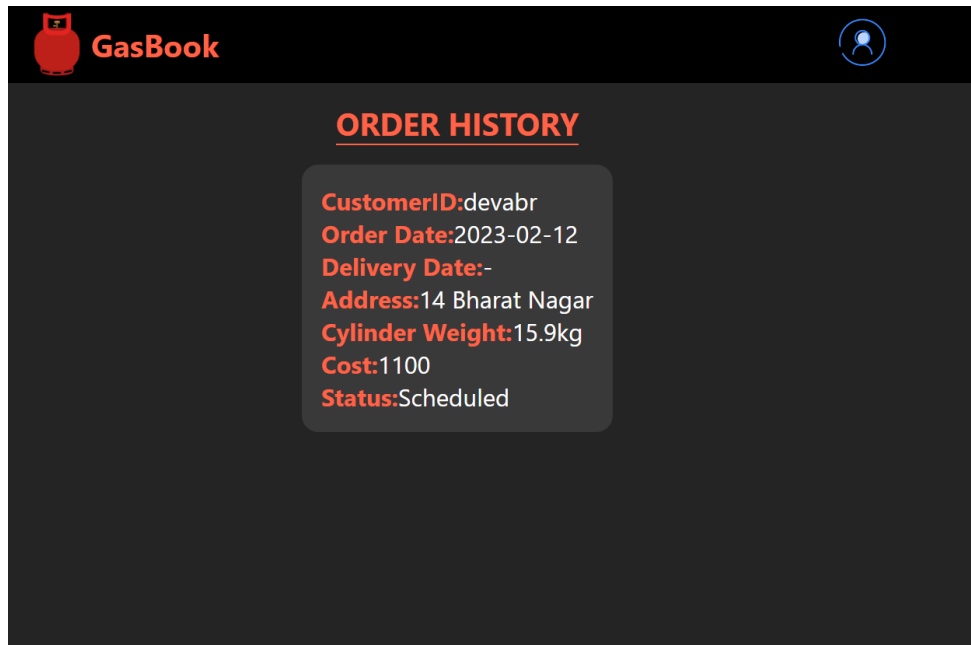 GasBook
ORDER HISTORY
CustomerID:devabr
Order Date:2023-02-12
Delivery Date:-
Address:14 Bharat Nagar
Cylinder Weight:15.9kg
Cost:1100
Status:Scheduled